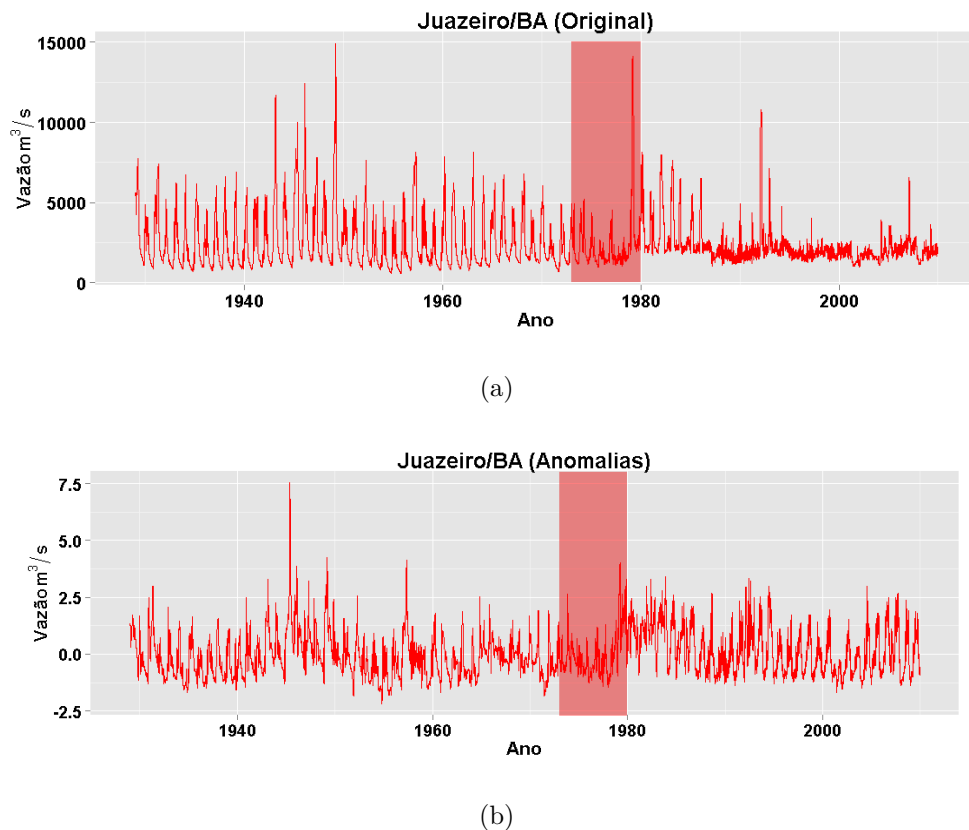 Juazeiro/BA (Original)
15000
10000
5000
0
Vazão m³/s
1940
1960
1980
2000
Ano
(a)
Juazeiro/BA (Anomalias)
7.5
5.0
2.5
0.0
-2.5
Vazão m³/s
1940
1960
1980
2000
Ano
(b)